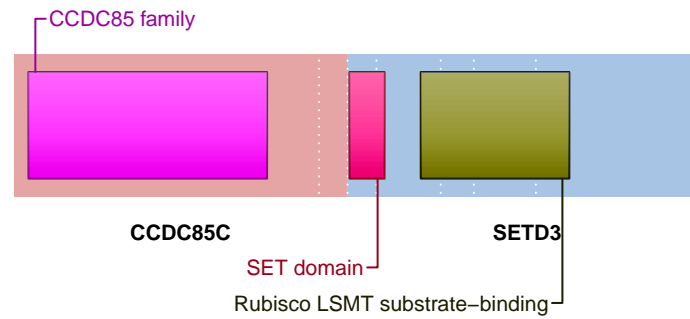 CCDC85 family
CCDC85C
SETD3
SET domain
Rubisco LSMT substrate−binding